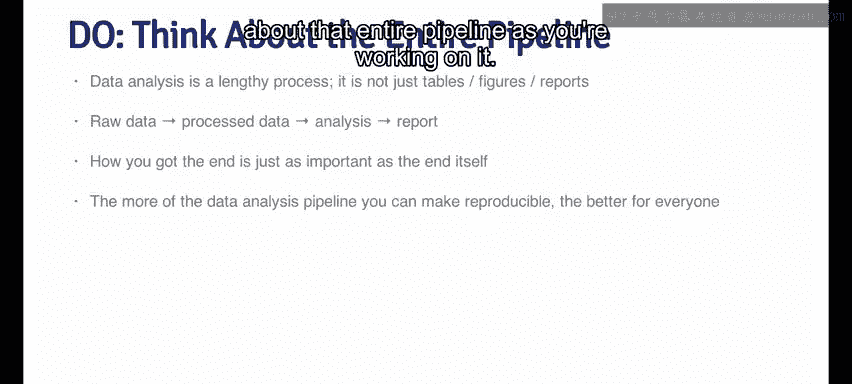 DO: Think About the Entire Pipeline
about that entire pipeline as you're
working on it.
· Data analysis is a lengthy process; it is not just tables / figures / reports
· Raw data → processed data → analysis → report
· How you got the end is just as important as the end itself
· The more of the data analysis pipeline you can make reproducible, the better for everyone